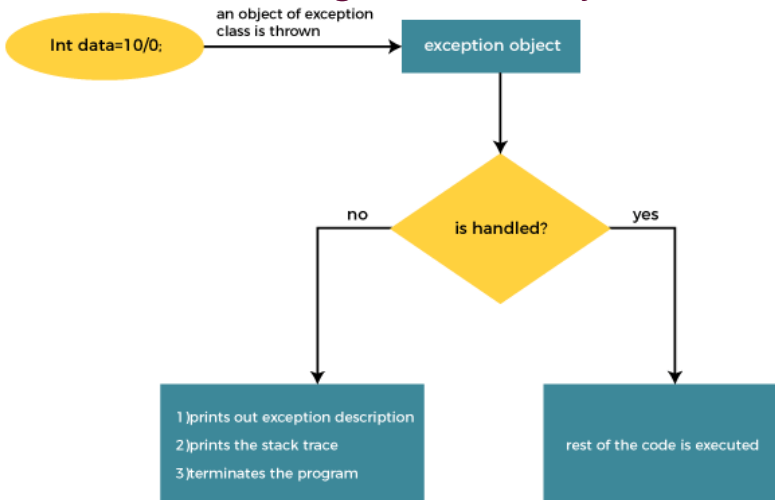 Int data=10/0;
an object of exception
class is thrown
exception object
is handled?
no
yes
1)prints out exception description
2)prints the stack trace
3)terminates the program
rest of the code is executed